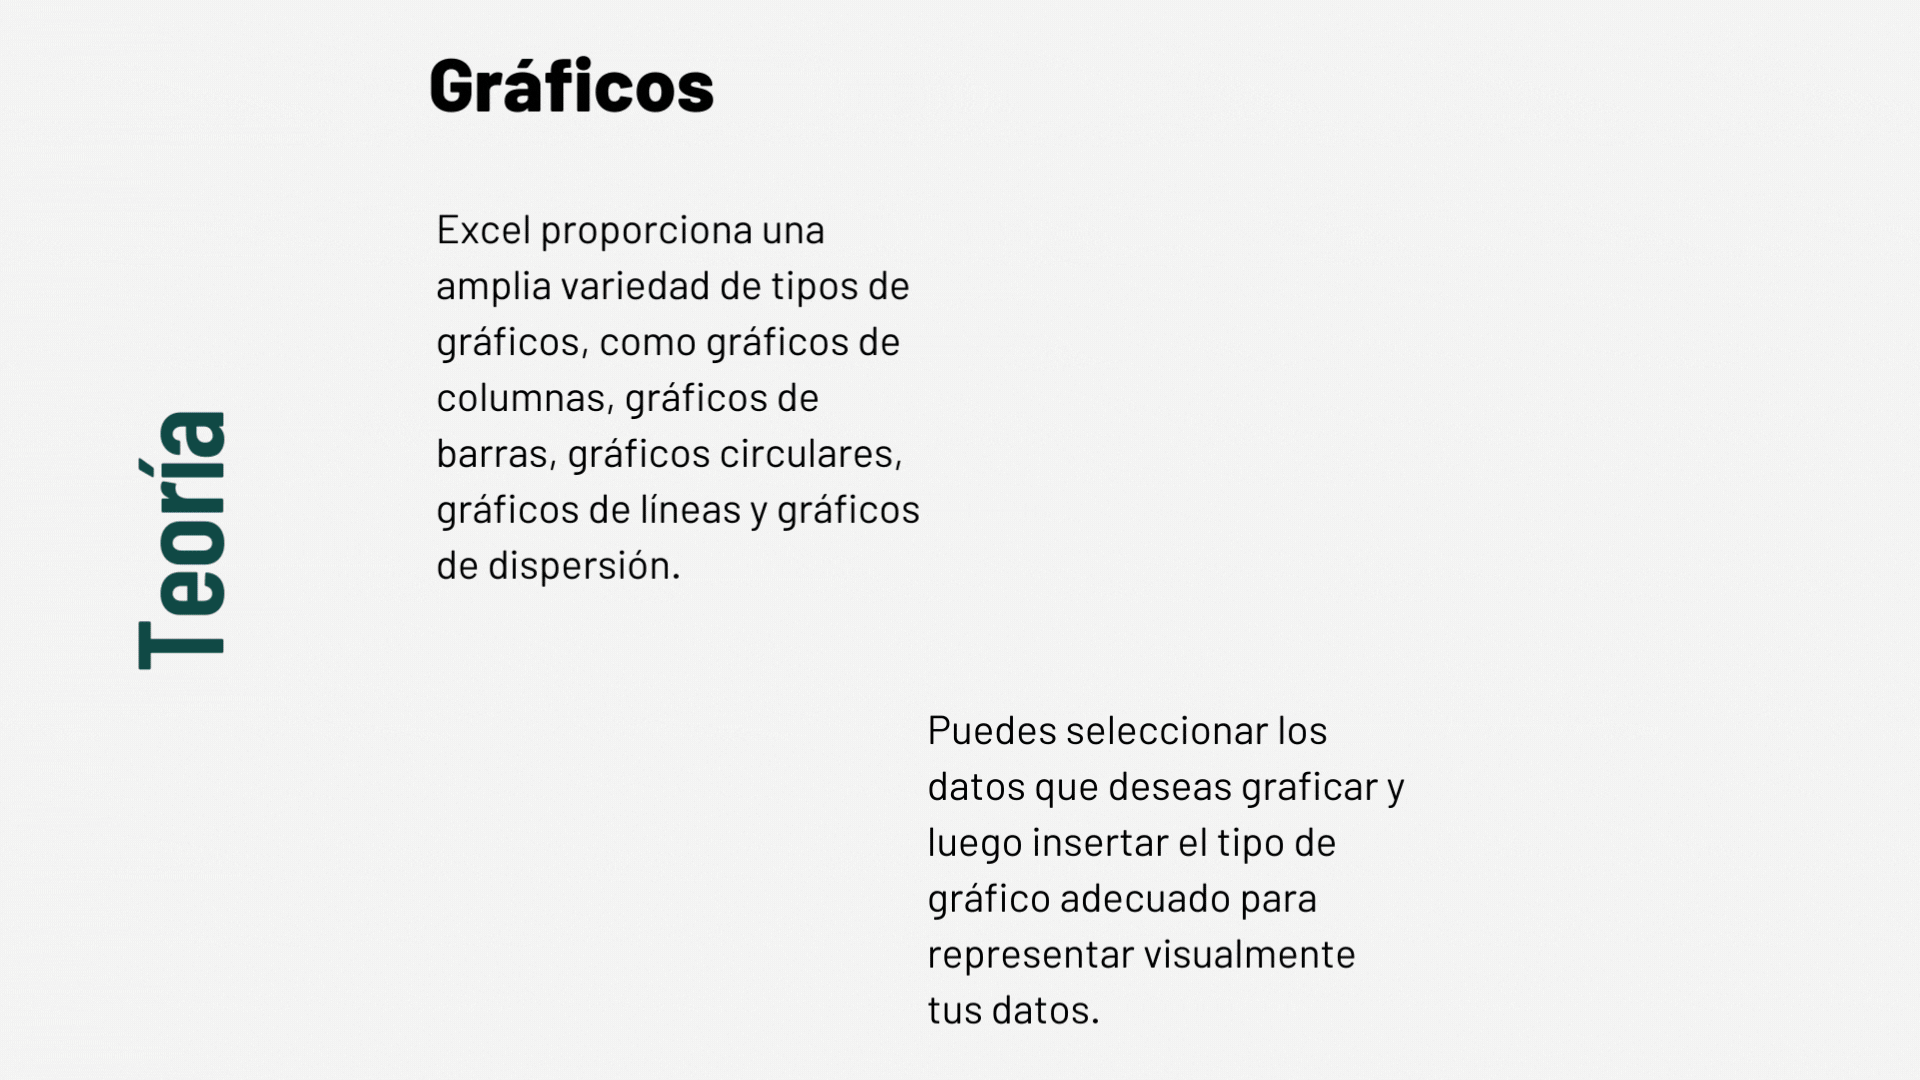 Gráficos
Excel proporciona una
amplia variedad de tipos de
gráficos, como gráficos de
columnas, gráficos de
barras, gráficos circulares,
gráficos de líneas y gráficos
de dispersión.
Teoría
Puedes seleccionar los
datos que deseas graficar y
luego insertar el tipo de
gráfico adecuado para
representar visualmente
tus datos.